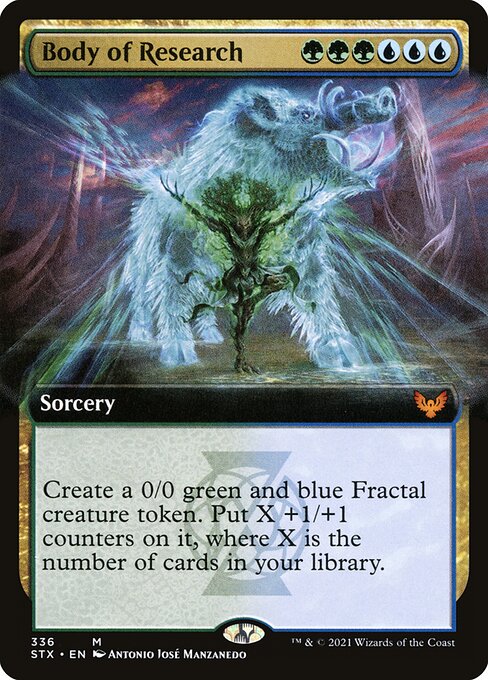 Body of Research
Sorcery
Create a 0/0 green and blue Fractal
creature token. Put X +1/+1
counters on it, where X is the
number of cards in your library.
336 M
STX • EN Antonio José Manzanedo
™ & © 2021 Wizards of the Coast